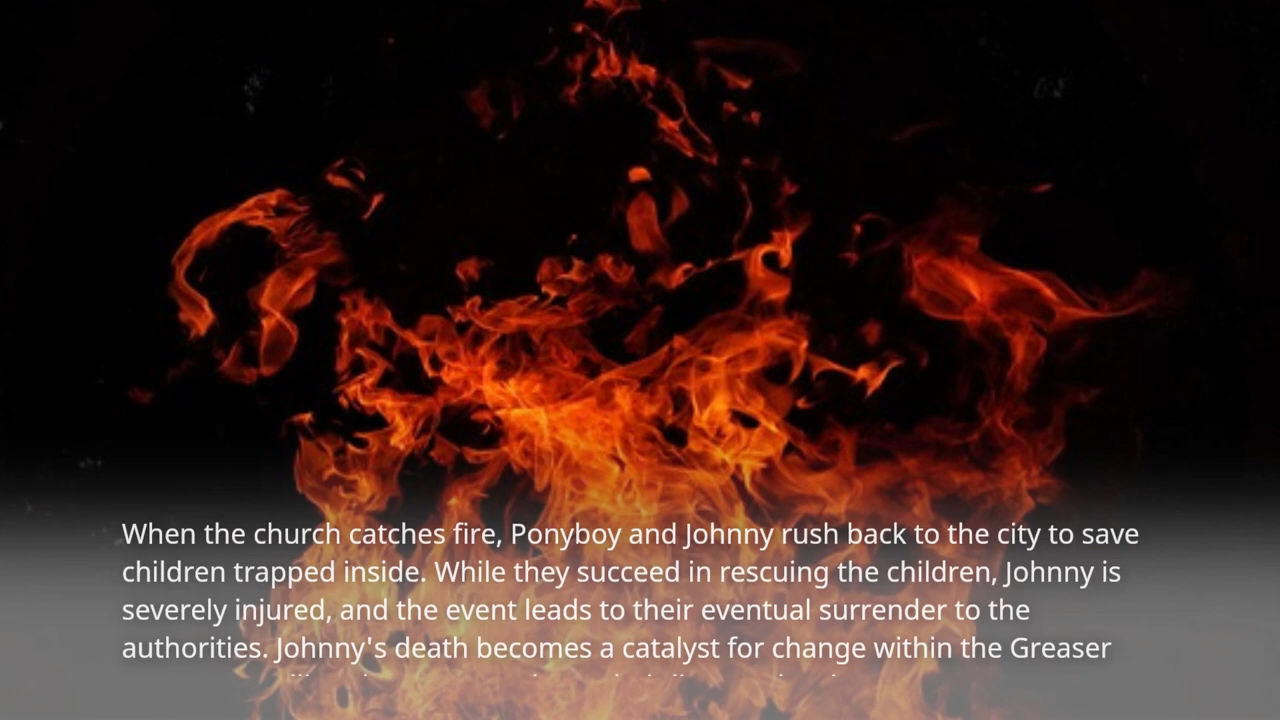 When the church catches fire, Ponyboy and Johnny rush back to the city to save
children trapped inside. While they succeed in rescuing the children, Johnny is
severely injured, and the event leads to their eventual surrender to the
authorities. Johnny's death becomes a catalyst for change within the Greaser